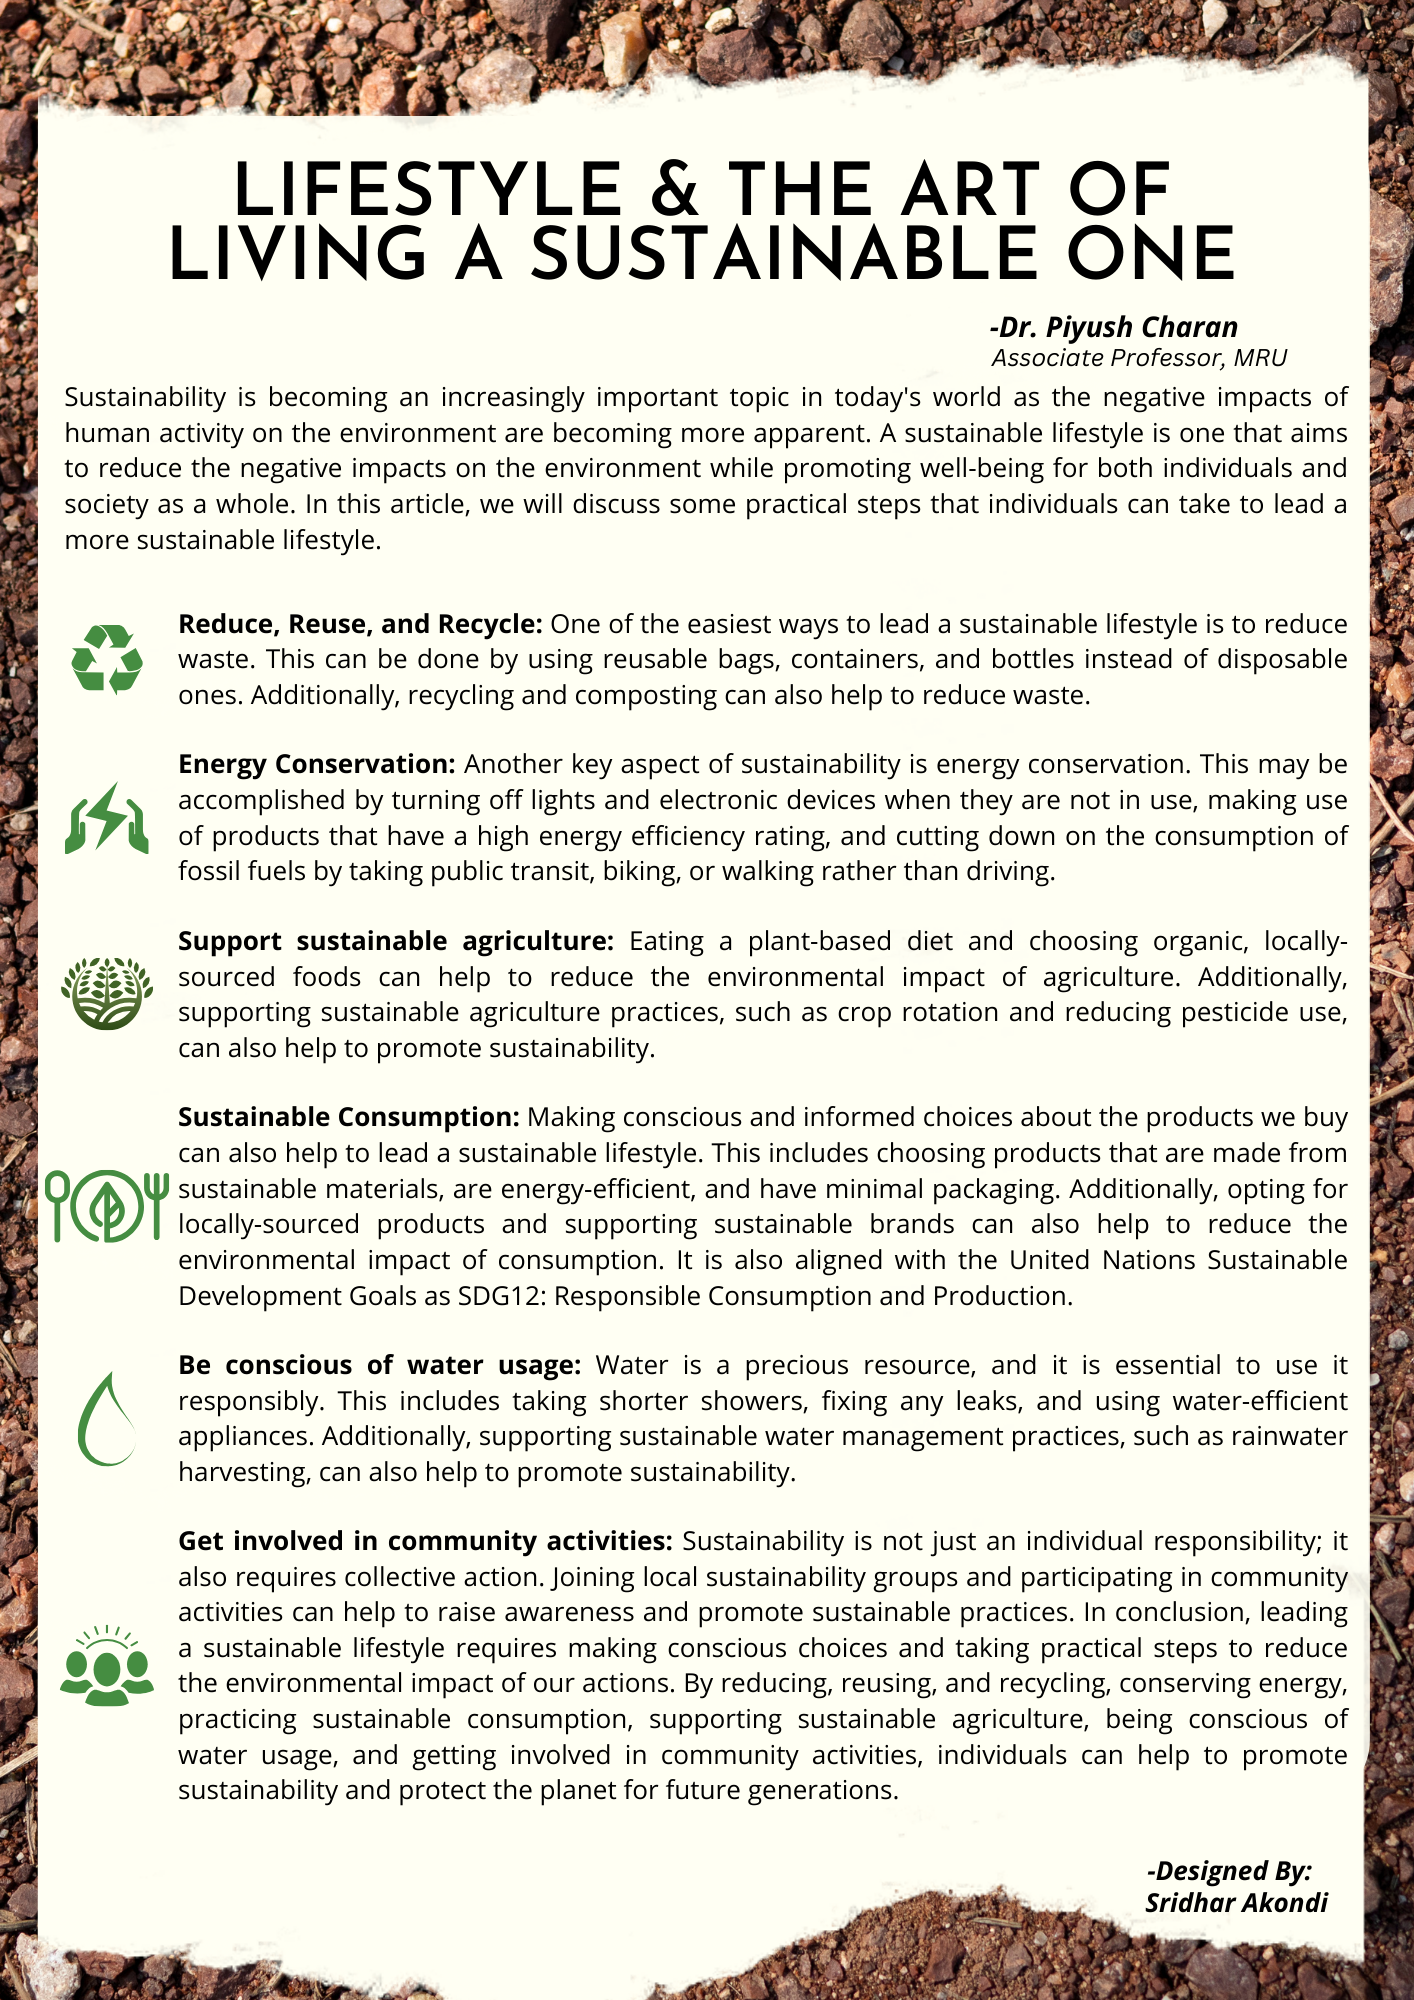 LIFESTYLE & THE ART OF
LIVING A SUSTAINABLE ONE
-Dr. Piyush Charan
Associate Professor, MRU
Sustainability is becoming an increasingly important topic in today's world as the negative impacts of
human activity on the environment are becoming more apparent. A sustainable lifestyle is one that aims
to reduce the negative impacts on the environment while promoting well-being for both individuals and
society as a whole. In this article, we will discuss some practical steps that individuals can take to lead a
more sustainable lifestyle.
Reduce, Reuse, and Recycle: One of the easiest ways to lead a sustainable lifestyle is to reduce
waste. This can be done by using reusable bags, containers, and bottles instead of disposable
ones. Additionally, recycling and composting can also help to reduce waste.
Energy Conservation: Another key aspect of sustainability is energy conservation. This may be
accomplished by turning off lights and electronic devices when they are not in use, making use
of products that have a high energy efficiency rating, and cutting down on the consumption of
fossil fuels by taking public transit, biking, or walking rather than driving.
Support sustainable agriculture: Eating a plant-based diet and choosing organic, locally-
sourced foods can help to reduce the environmental impact of agriculture. Additionally,
supporting sustainable agriculture practices, such as crop rotation and reducing pesticide use,
can also help to promote sustainability.
Sustainable Consumption: Making conscious and informed choices about the products we buy
can also help to lead a sustainable lifestyle. This includes choosing products that are made from
sustainable materials, are energy-efficient, and have minimal packaging. Additionally, opting for
locally-sourced products and supporting sustainable brands can also help to reduce the
environmental impact of consumption. It is also aligned with the United Nations Sustainable
Development Goals as SDG12: Responsible Consumption and Production.
Be conscious of water usage: Water is a precious resource, and it is essential to use it
responsibly. This includes taking shorter showers, fixing any leaks, and using water-efficient
appliances. Additionally, supporting sustainable water management practices, such as rainwater
harvesting, can also help to promote sustainability.
Get involved in community activities: Sustainability is not just an individual responsibility; it
also requires collective action. Joining local sustainability groups and participating in community
activities can help to raise awareness and promote sustainable practices. In conclusion, leading
a sustainable lifestyle requires making conscious choices and taking practical steps to reduce
the environmental impact of our actions. By reducing, reusing, and recycling, conserving energy,
practicing sustainable consumption, supporting sustainable agriculture, being conscious of
water usage, and getting involved in community activities, individuals can help to promote
sustainability and protect the planet for future generations.
-Designed By:
Sridhar Akondi